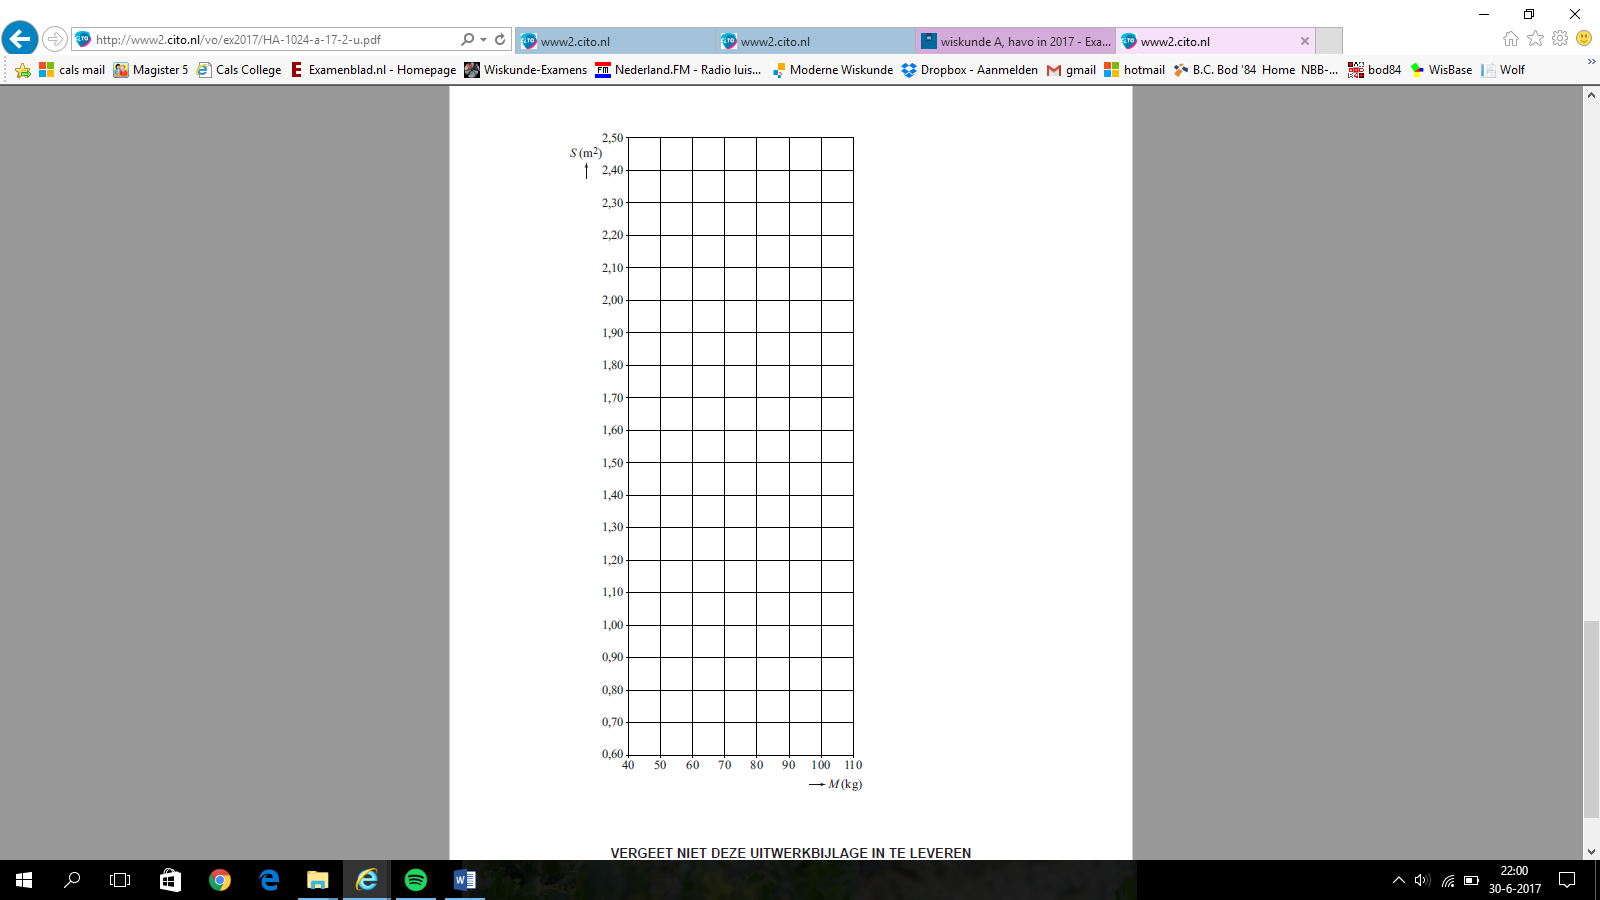 http://www2.cito.nl/vo/ex2017/HA-1024-a-17-2-u.pdf
www2.cito.nl
www2.cito.nl
wiskunde A, havo in 2017 - Exa...
www2.cito.nl
cals mail
Magister 5
Cals College
Examenblad.nl - Homepage
Wiskunde-Examens
Nederland.FM - Radio luis...
Moderne Wiskunde
Dropbox - Aanmelden
gmail
hotmail
B.C. Bod '84 Home NBB-...
bod84
WisBase
Wolf
2,50
S (m²)
2,40
2,30
2,20
2,10
2,00
1,90
1,80
1,70
1,60
1,50
1,40
1,30
1,20
1,10
1,00
0,90
0,80
0,70
0,60
40 50 60 70 80 90 100 110
M (kg)
VERGEET NIET DEZE UITWERKBIJLAGE IN TE LEVEREN
22:00
30-6-2017